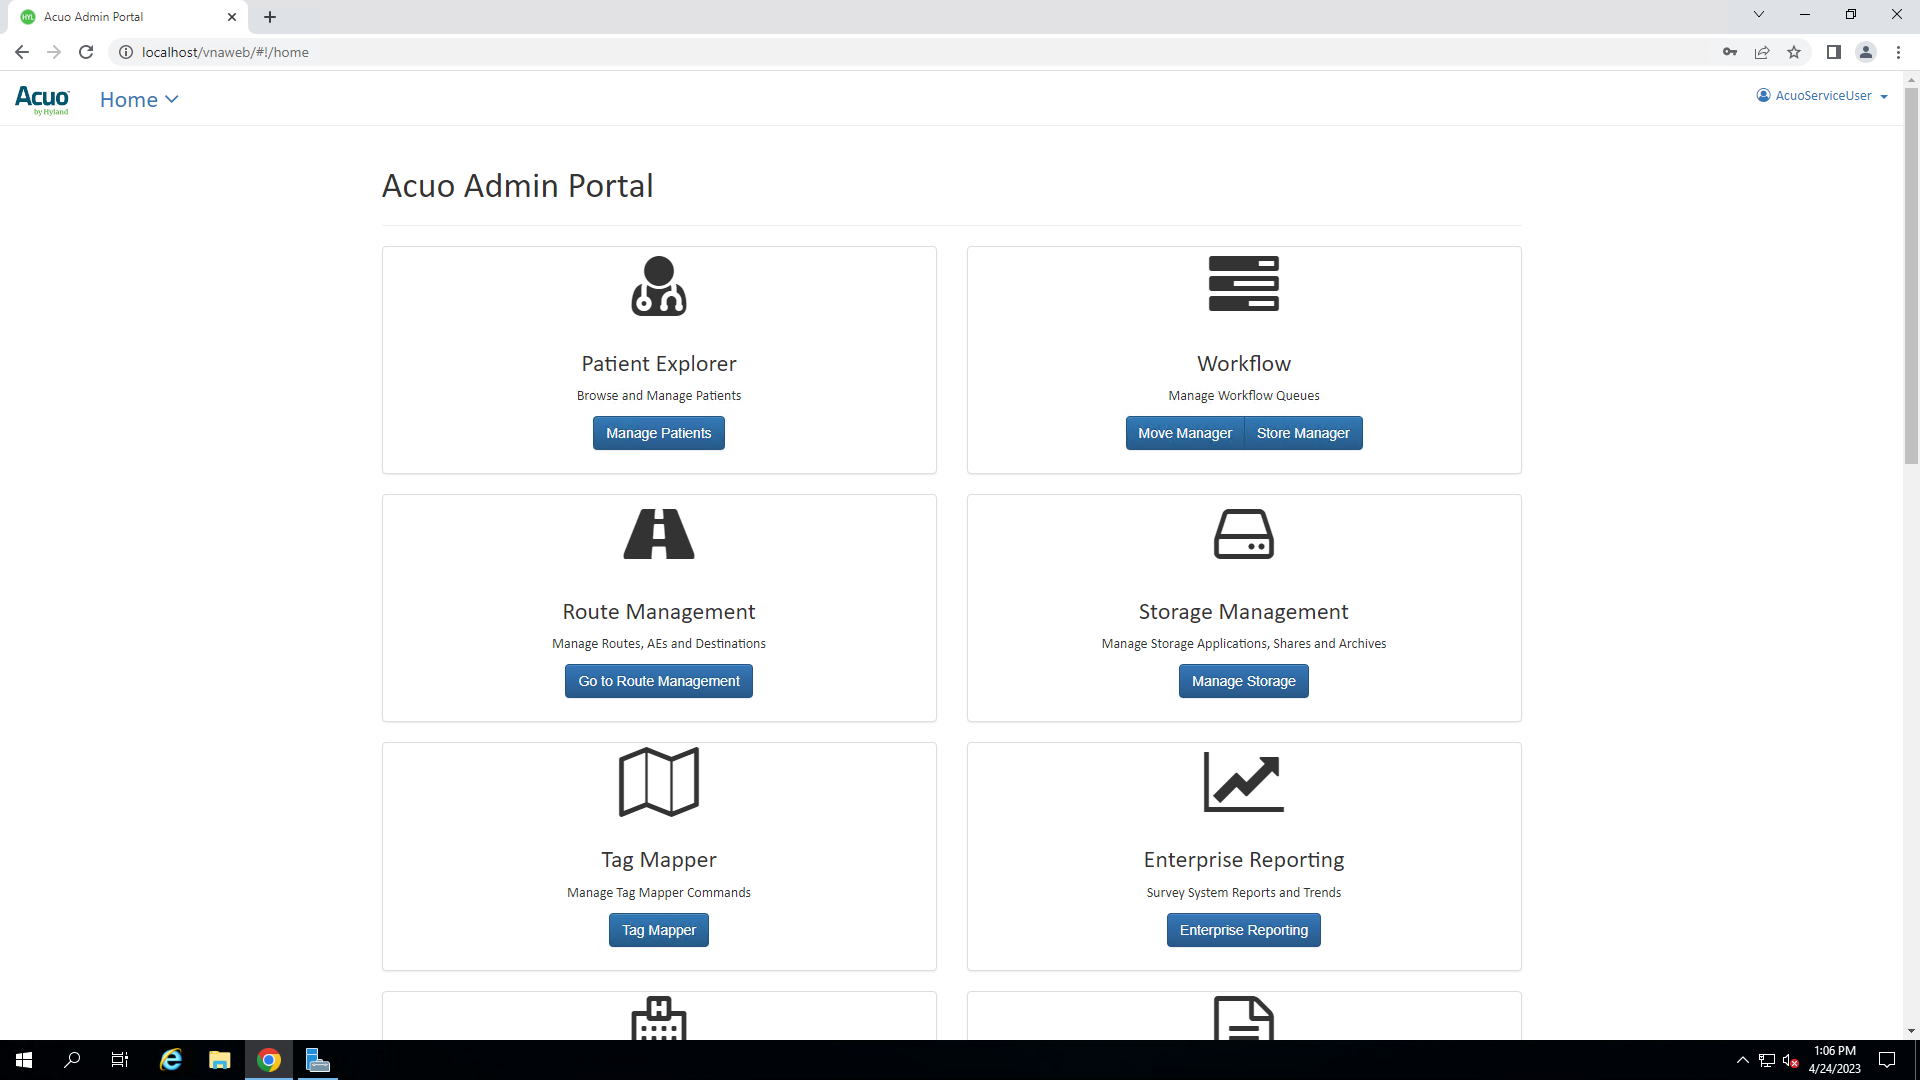 HYL Acuo Admin Portal
localhost/vnaweb/#!/home
Acuo
by Hyland
Home
AcuoServiceUser
Acuo Admin Portal
Patient Explorer
Browse and Manage Patients
Manage Patients
Workflow
Manage Workflow Queues
Move Manager Store Manager
Route Management
Manage Routes, AEs and Destinations
Go to Route Management
Storage Management
Manage Storage Applications, Shares and Archives
Manage Storage
Tag Mapper
Manage Tag Mapper Commands
Tag Mapper
Enterprise Reporting
Survey System Reports and Trends
Enterprise Reporting
H
1:06 PM
4/24/2023